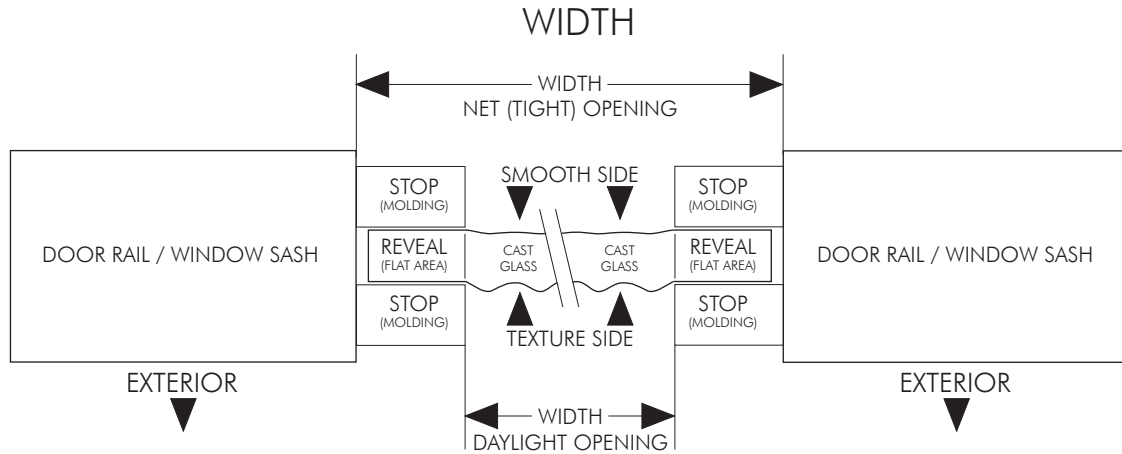 WIDTH
WIDTH
NET (TIGHT) OPENING
SMOOTH SIDE
STOP
(MOLDING)
STOP
(MOLDING)
DOOR RAIL / WINDOW SASH
REVEAL
(FLAT AREA)
CAST
GLASS
CAST
GLASS
REVEAL
(FLAT AREA)
DOOR RAIL / WINDOW SASH
STOP
(MOLDING)
STOP
(MOLDING)
TEXTURE SIDE
EXTERIOR
EXTERIOR
WIDTH
DAYLIGHT OPENING